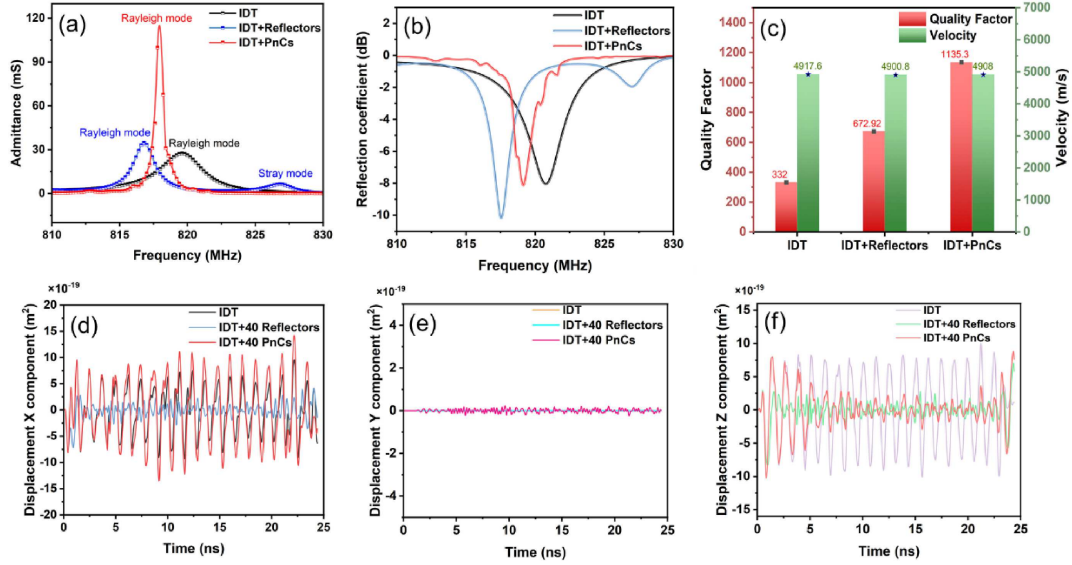 (a)
Rayleigh mode
IDT
IDT+Reflectors
IDT+PnCs
Rayleigh mode
Rayleigh mode
Stray mode
Admittance (mS)
120
90
60
30
0
810
815
820
825
830
Frequency (MHz)
(b)
IDT
IDT+Reflectors
IDT+PnCs
Reflection coefficient (dB)
0
-2
-4
-6
-8
-10
810
815
820
825
830
Frequency (MHz)
(c)
Quality Factor
Velocity
4917.6
4900.8
1135.3
4908
672.92
332
Quality Factor
1400
1200
1000
800
600
400
200
0
Velocity (m/s)
7000
6000
5000
4000
3000
2000
1000
0
IDT
IDT+Reflectors
IDT+PnCs
×10⁻¹⁹
(d)
IDT
IDT+40 Reflectors
IDT+40 PnCs
Displacement X component (m²)
20
15
10
5
0
-5
-10
-15
-20
0
5
10
15
20
25
Time (ns)
×10⁻¹⁹
(e)
IDT
IDT+40 Reflectors
IDT+40 PnCs
Displacement Y component (m²)
4
2
0
-2
-4
0
5
10
15
20
25
Time (ns)
×10⁻¹⁹
(f)
IDT
IDT+40 Reflectors
IDT+40 PnCs
Displacement Z component (m²)
15
10
5
0
-5
-10
-15
0
5
10
15
20
25
Time (ns)